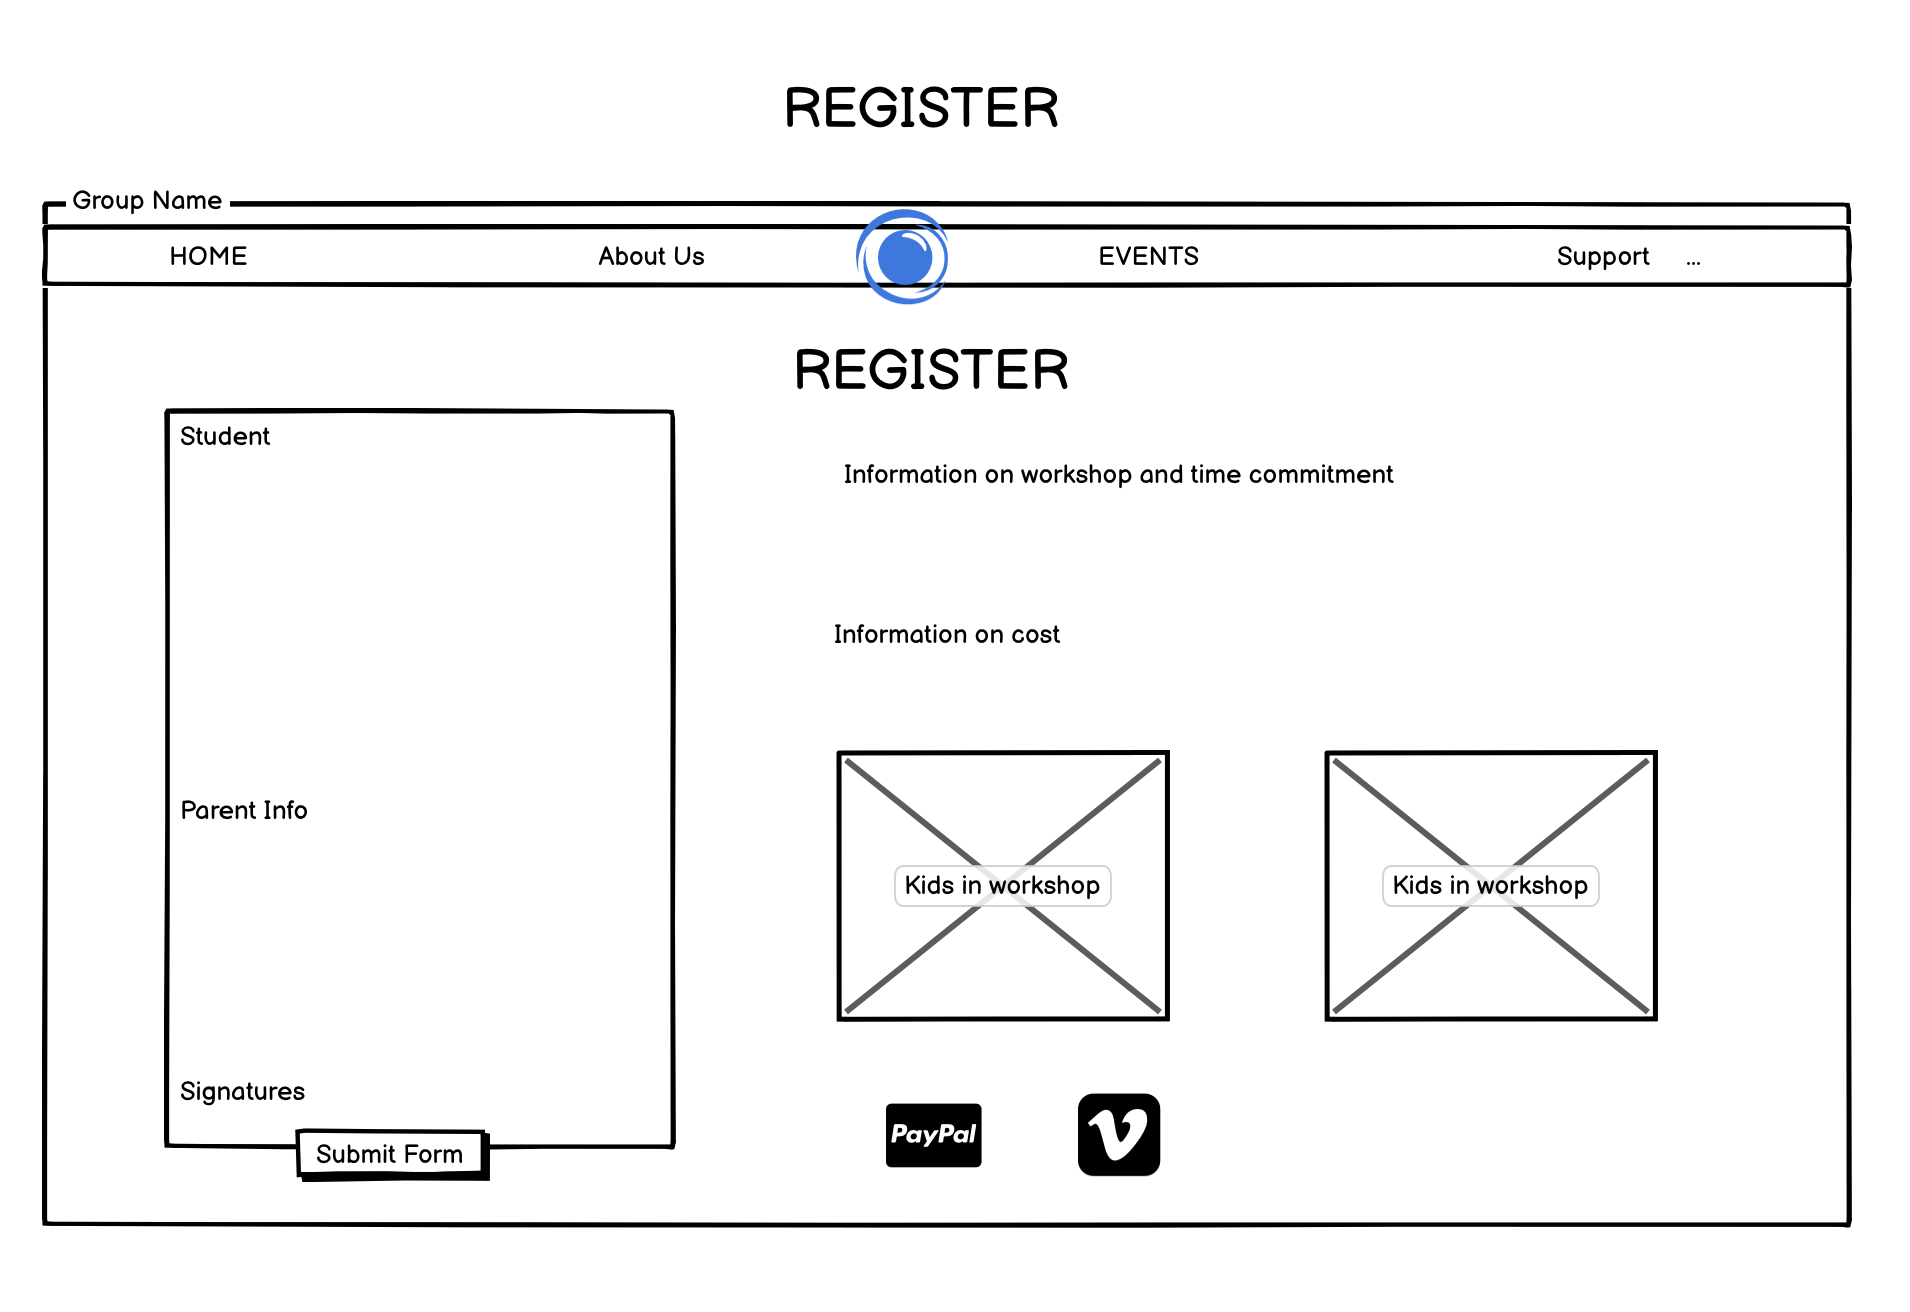 REGISTER
Group Name
HOME About Us EVENTS Support ...
REGISTER
Student
Information on workshop and time commitment
Information on cost
Parent Info
Kids in workshop Kids in workshop
Signatures
PayPal
Submit Form